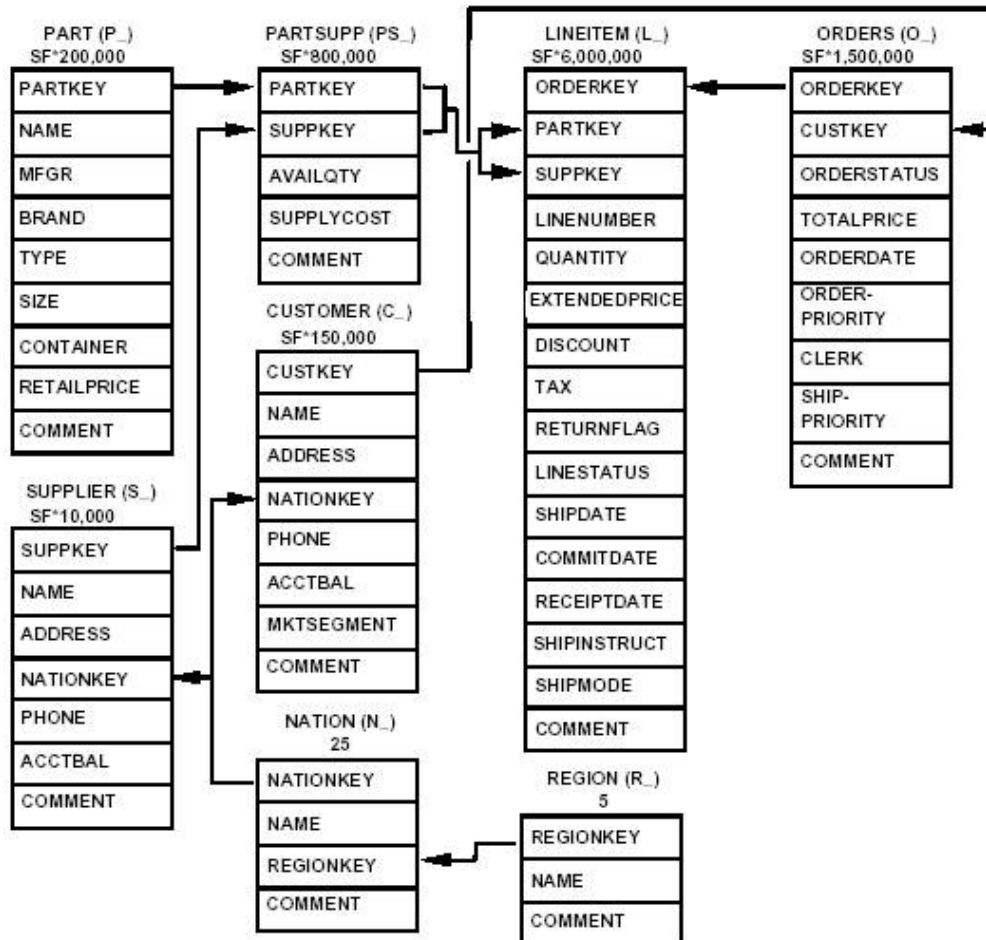 PART (P_)
SF*200,000
PARTKEY
NAME
MFGR
BRAND
TYPE
SIZE
CONTAINER
RETAILPRICE
COMMENT
SUPPLIER (S_)
SF*10,000
SUPPKEY
NAME
ADDRESS
NATIONKEY
PHONE
ACCTBAL
COMMENT
PARTSUPP (PS_)
SF*800,000
PARTKEY
SUPPKEY
AVAILQTY
SUPPLYCOST
COMMENT
CUSTOMER (C_)
SF*150,000
CUSTKEY
NAME
ADDRESS
NATIONKEY
PHONE
ACCTBAL
MKTSEGMENT
COMMENT
NATION (N_)
25
NATIONKEY
NAME
REGIONKEY
COMMENT
LINEITEM (L_)
SF*6,000,000
ORDERKEY
PARTKEY
SUPPKEY
LINENUMBER
QUANTITY
EXTENDEDPRICE
DISCOUNT
TAX
RETURNFLAG
LINESTATUS
SHIPDATE
COMMITDATE
RECEIPTDATE
SHIPINSTRUCT
SHIPMODE
COMMENT
REGION (R_)
5
REGIONKEY
NAME
COMMENT
ORDERS (O_)
SF*1,500,000
ORDERKEY
CUSTKEY
ORDERSTATUS
TOTALPRICE
ORDERDATE
ORDER-
PRIORITY
CLERK
SHIP-
PRIORITY
COMMENT